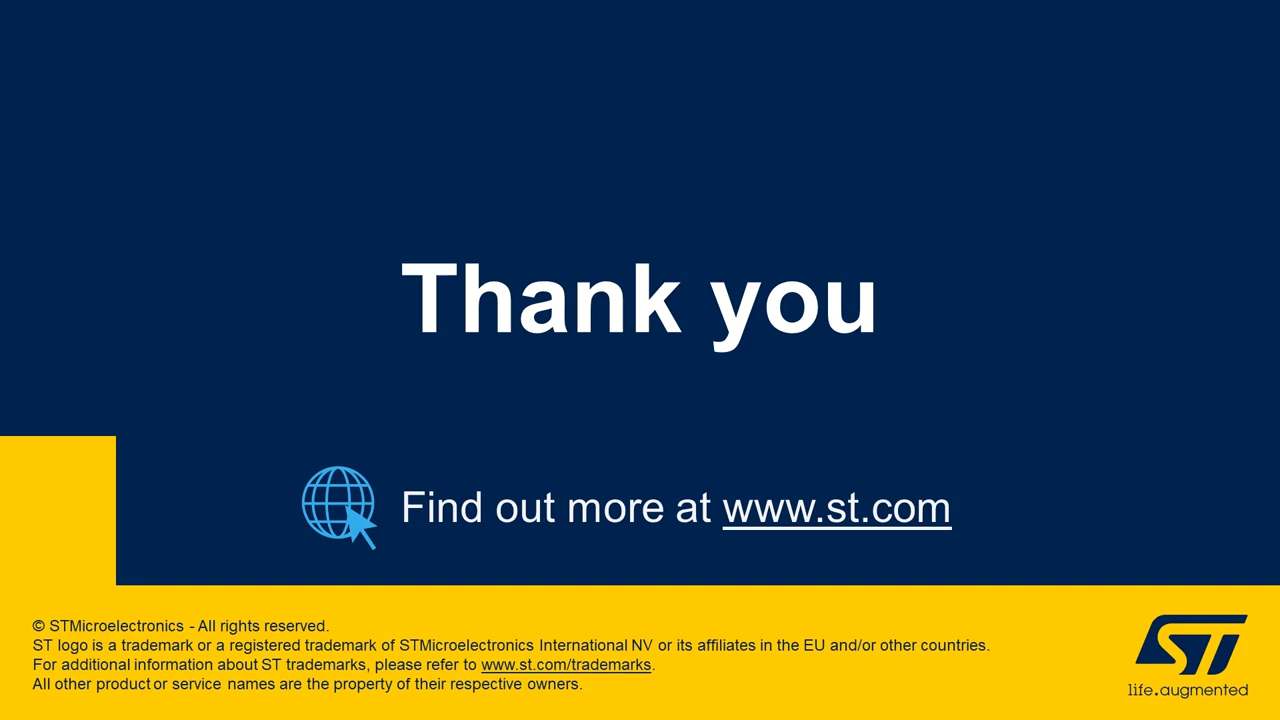 Thank you
Find out more at www.st.com
© STMicroelectronics - All rights reserved.
ST logo is a trademark or a registered trademark of STMicroelectronics International NV or its affiliates in the EU and/or other countries.
For additional information about ST trademarks, please refer to www.st.com/trademarks.
All other product or service names are the property of their respective owners.
ST
life.augmented